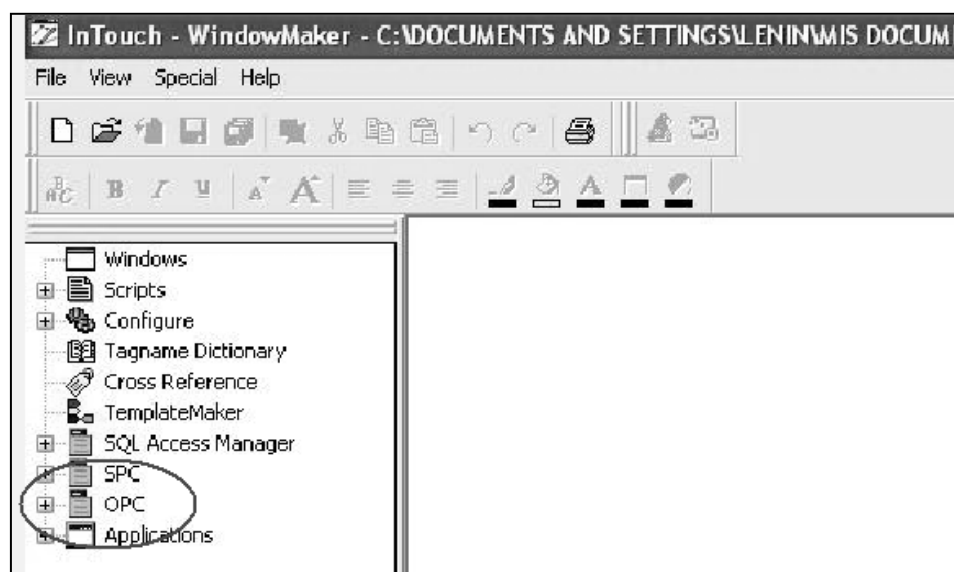 InTouch - WindowMaker - C:\DOCUMENTS AND SETTINGS\LENIN\MIS DOCUM
File View Special Help
ABC B I U A A A
Windows
Scripts
Configure
Tagname Dictionary
Cross Reference
TemplateMaker
SQL Access Manager
SPC
OPC
Applications